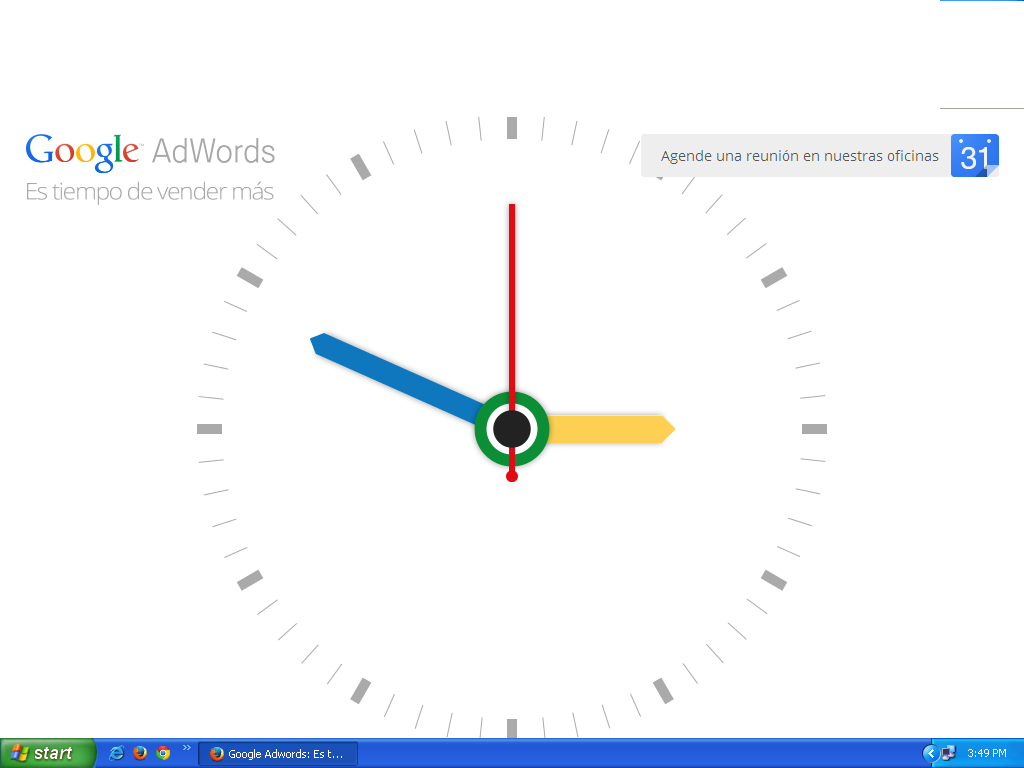 Google™ AdWords
Es tiempo de vender más
Agende una reunión en nuestras oficinas
31
start
Google Adwords: Es t...
3:49 PM